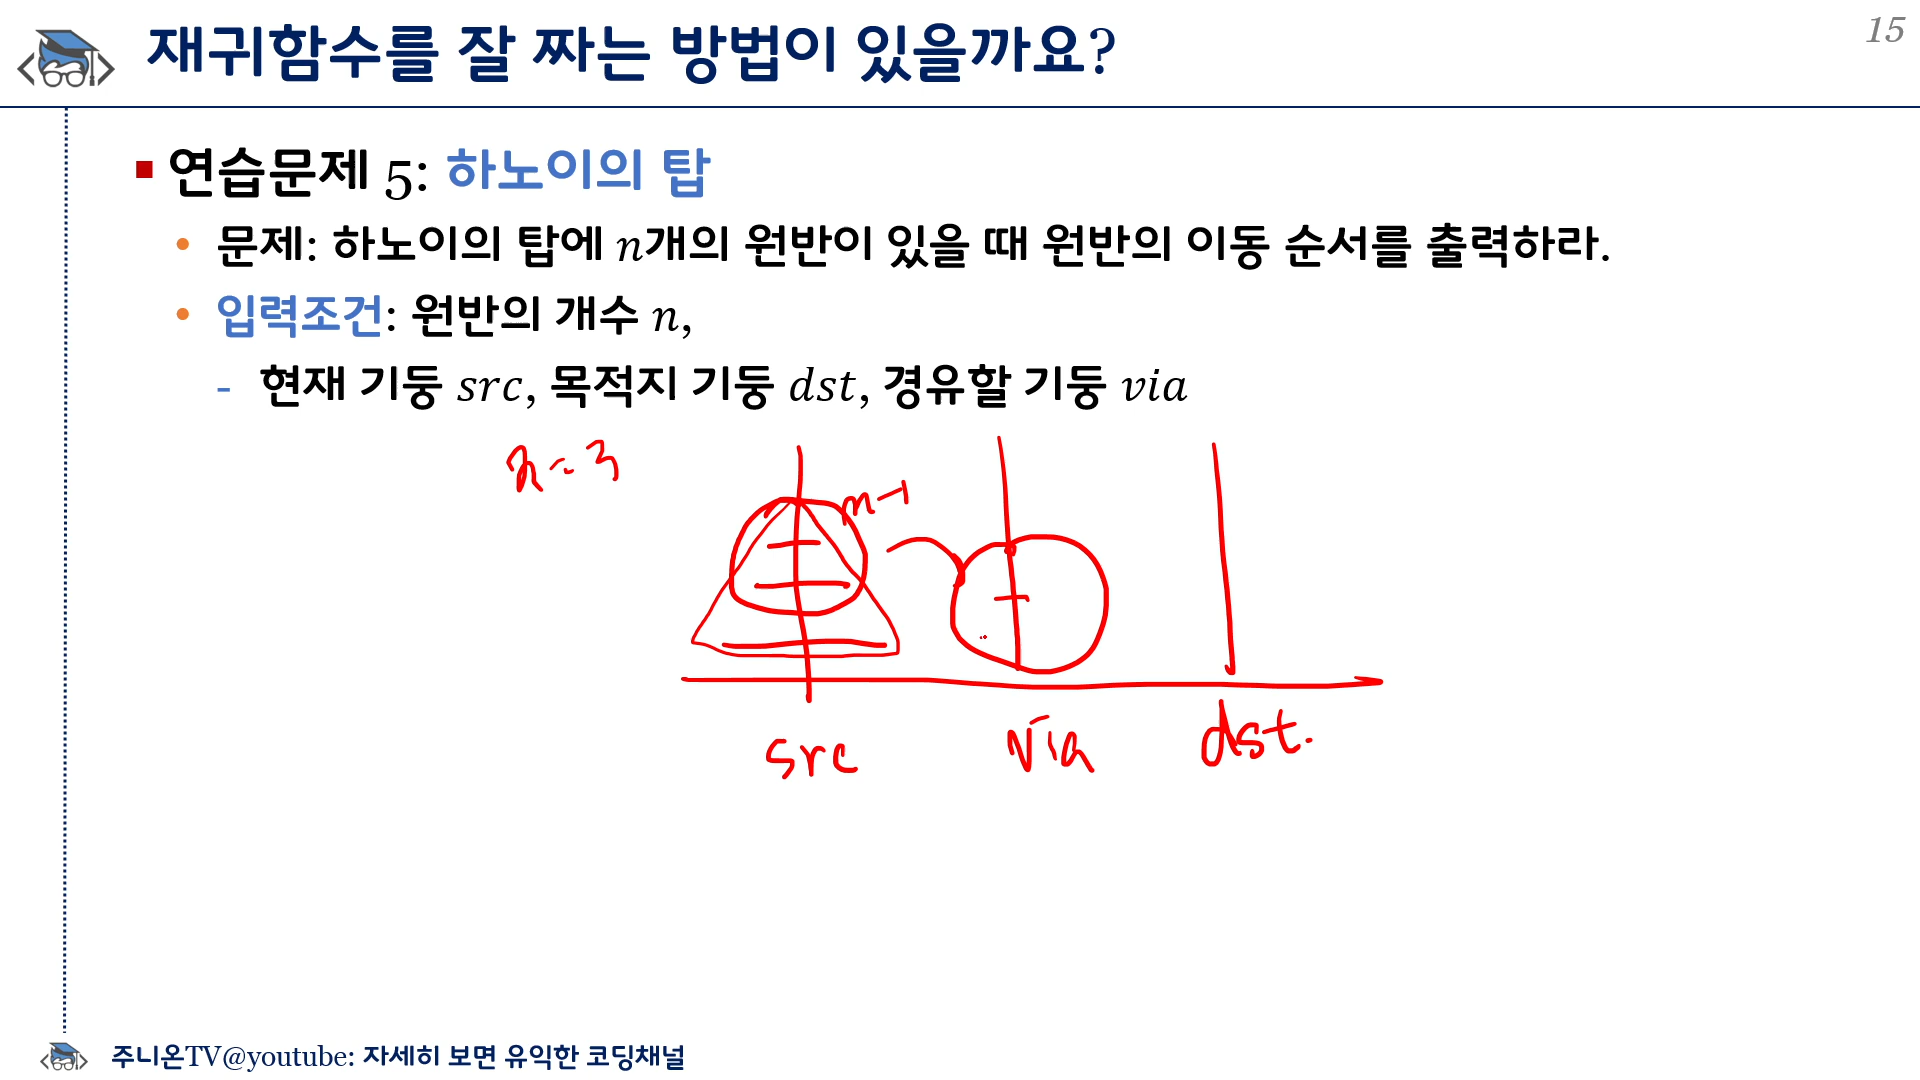 재귀함수를 잘 짜는 방법이 있을까요?
15
연습문제 5: 하노이의 탑
문제: 하노이의 탑에 n개의 원반이 있을 때 원반의 이동 순서를 출력하라.
입력조건: 원반의 개수 n,
- 현재 기둥 src, 목적지 기둥 dst, 경유할 기둥 via
n = 3
n-1
src
via
dst.
주니온TV@youtube: 자세히 보면 유익한 코딩채널